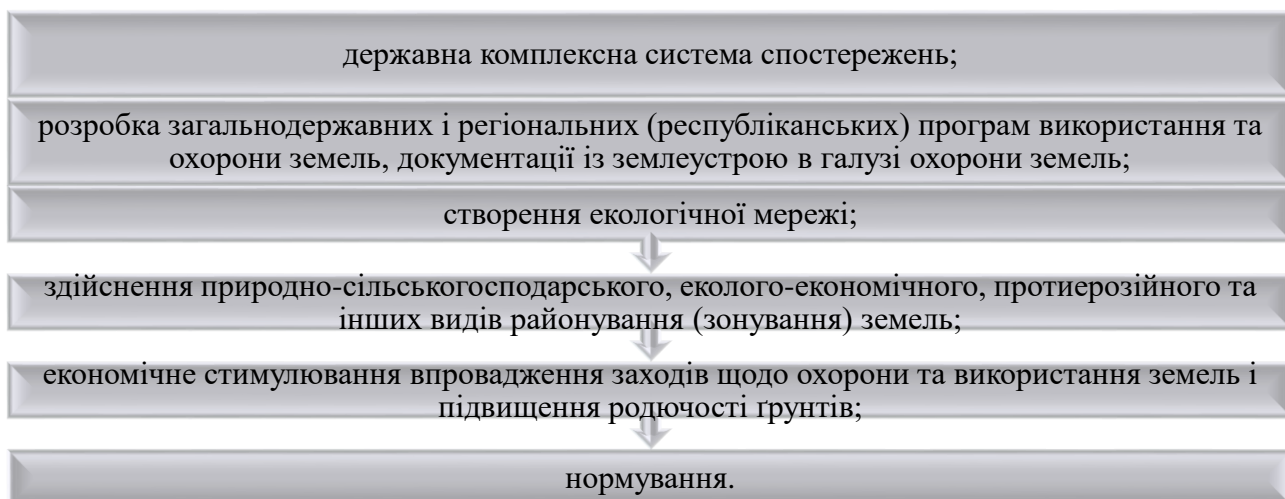 державна комплексна система спостережень;
розробка загальнодержавних і регіональних (республіканських) програм використання та
охорони земель, документації із землеустрою в галузі охорони земель;
створення екологічної мережі;
здійснення природно-сільськогосподарського, еколого-економічного, протиерозійного та
інших видів районування (зонування) земель;
економічне стимулювання впровадження заходів щодо охорони та використання земель і
підвищення родючості ґрунтів;
нормування.